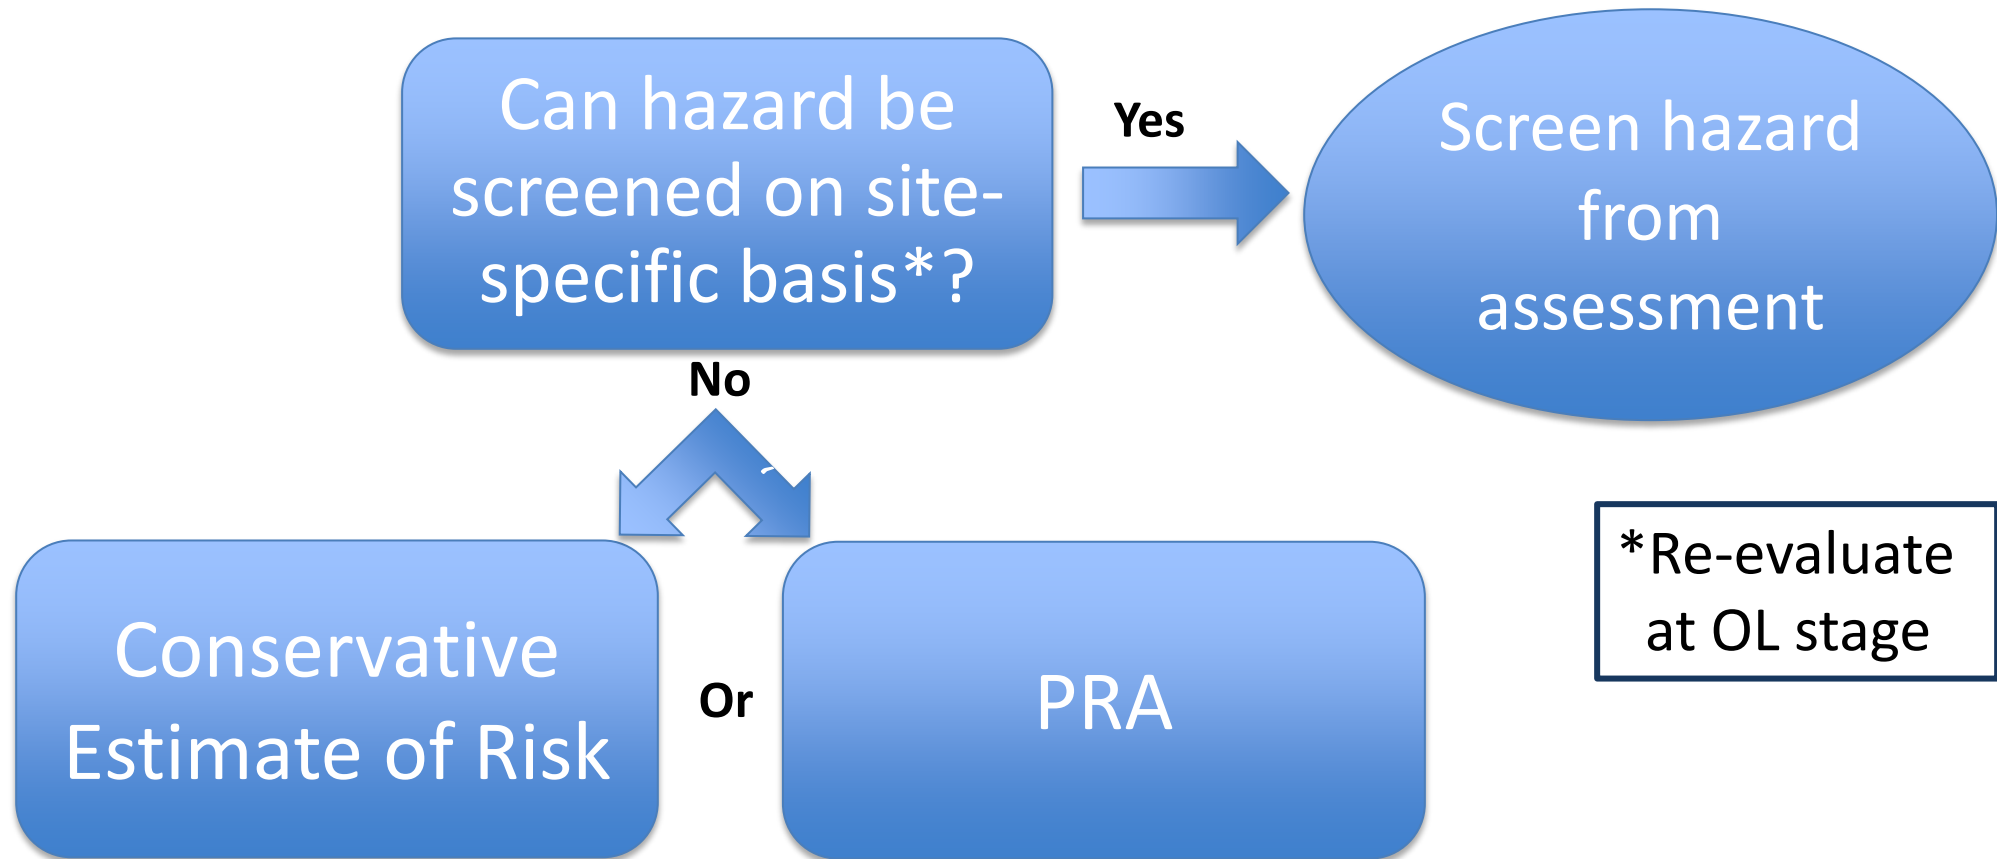 Can hazard be
screened on site-
specific basis*?
Yes
Screen hazard
from
assessment
No
Conservative
Estimate of Risk
Or
PRA
*Re-evaluate
at OL stage